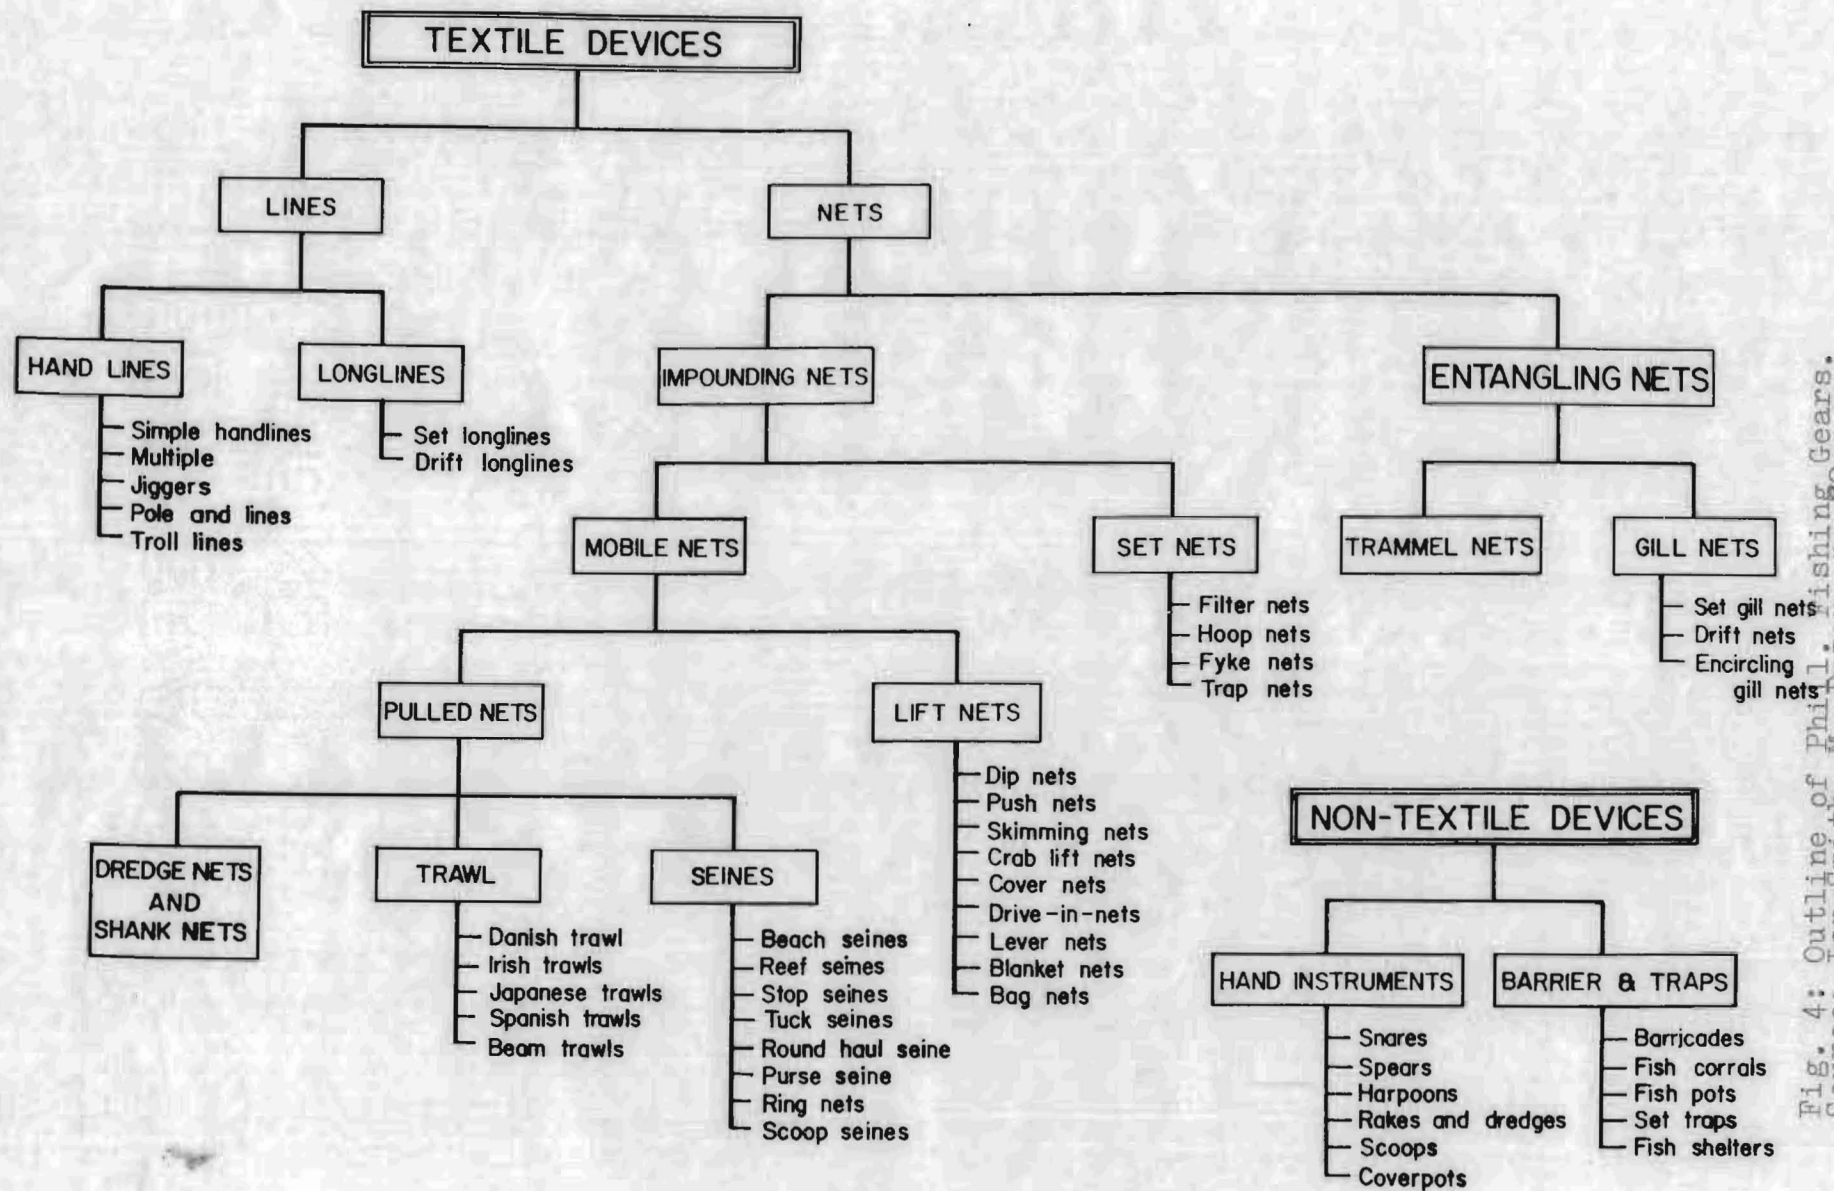 TEXTILE DEVICES
LINES
NETS
HAND LINES
LONGLINES
IMPOUNDING NETS
ENTANGLING NETS
Simple handlines
Multiple
Jiggers
Pole and lines
Troll lines
Set longlines
Drift longlines
MOBILE NETS
SET NETS
TRAMMEL NETS
GILL NETS
Filter nets
Hoop nets
Fyke nets
Trap nets
Set gill nets
Drift nets
Encircling
gill nets
PULLED NETS
LIFT NETS
Dip nets
Push nets
Skimming nets
Crab lift nets
Cover nets
Drive-in-nets
Lever nets
Blanket nets
Bag nets
DREDGE NETS
AND
SHANK NETS
TRAWL
SEINES
Danish trawl
Irish trawls
Japanese trawls
Spanish trawls
Beam trawls
Beach seines
Reef seines
Stop seines
Tuck seines
Round haul seine
Purse seine
Ring nets
Scoop seines
NON-TEXTILE DEVICES
HAND INSTRUMENTS
BARRIER & TRAPS
Snares
Spears
Harpoons
Rakes and dredges
Scoops
Coverpots
Barricades
Fish corrals
Fish pots
Set traps
Fish shelters
Fig. 4: Outline of Phill. Fishing Gears.